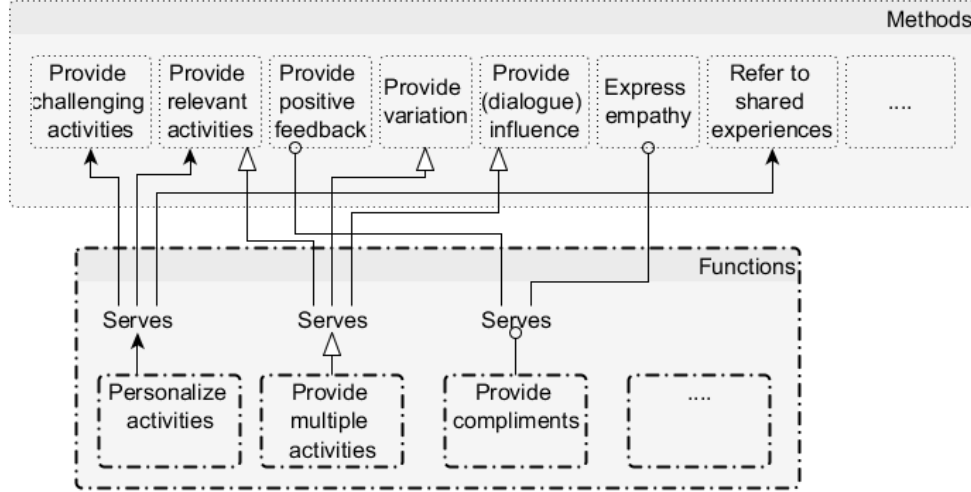 Methods
Provide
challenging
activities
Provide
relevant
activities
Provide
positive
feedback
Provide
variation
Provide
(dialogue)
influence
Express
empathy
Refer to
shared
experiences
....
Functions
Serves
Serves
Serves
Personalize
activities
Provide
multiple
activities
Provide
compliments
....